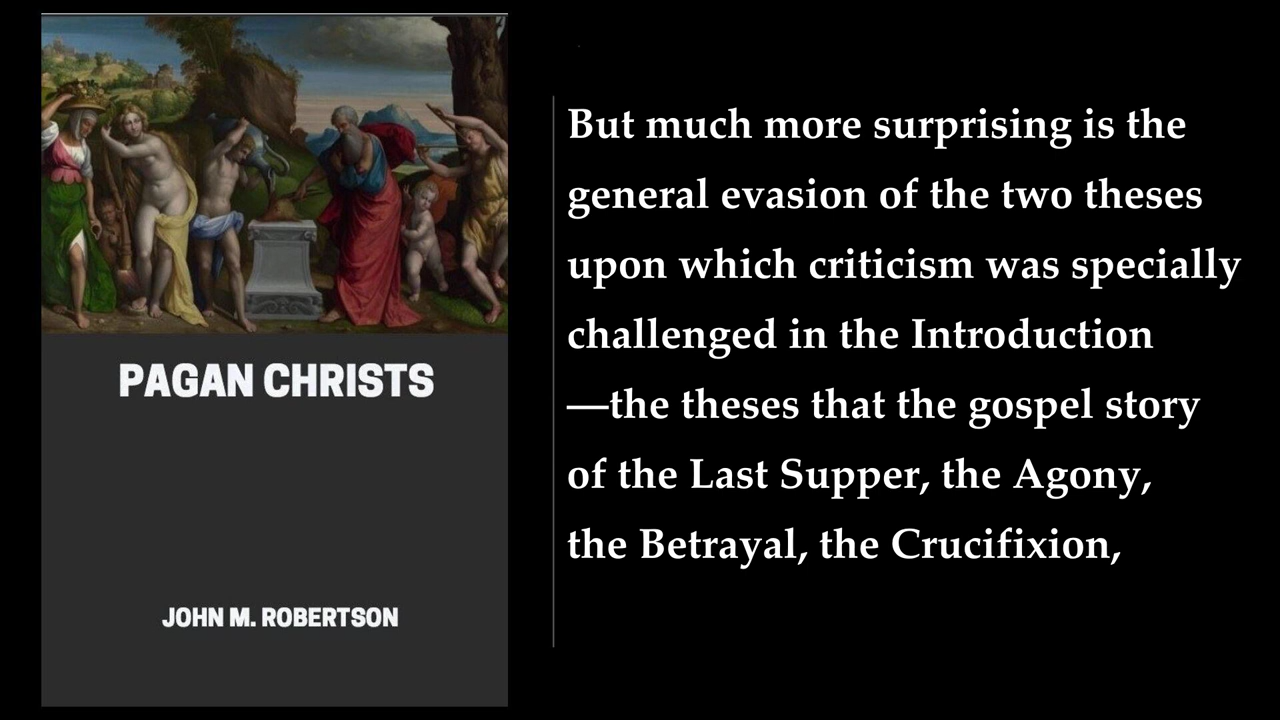 PAGAN CHRISTS
JOHN M. ROBERTSON
But much more surprising is the
general evasion of the two theses
upon which criticism was specially
challenged in the Introduction
—the theses that the gospel story
of the Last Supper, the Agony,
the Betrayal, the Crucifixion,